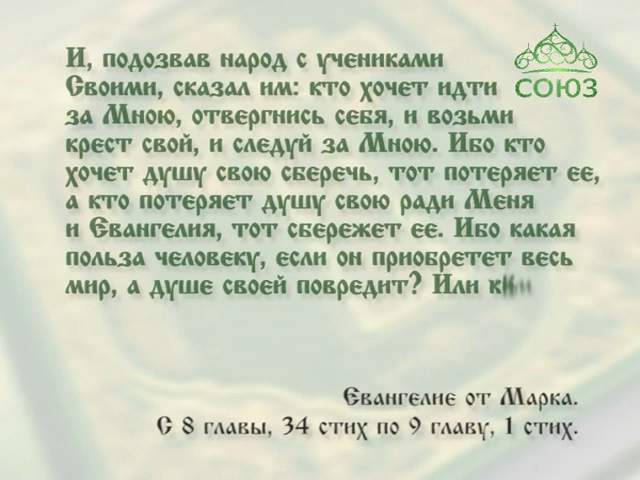 И, подозвав народ с учениками
Своими, сказал им: кто хочет идти
за Мною, отвергнись себя, и возьми
крест свой, и следуй за Мною. Ибо кто
хочет душу свою сберечь, тот потеряет ее,
а кто потеряет душу свою ради Меня
и Евангелия, тот сбережет ее. Ибо какая
польза человеку, если он приобретет весь
мир, а душе своей повредит? Или
СОЮЗ
Евангелие от Марка.
С 8 главы, 34 стих по 9 главу, 1 стих.